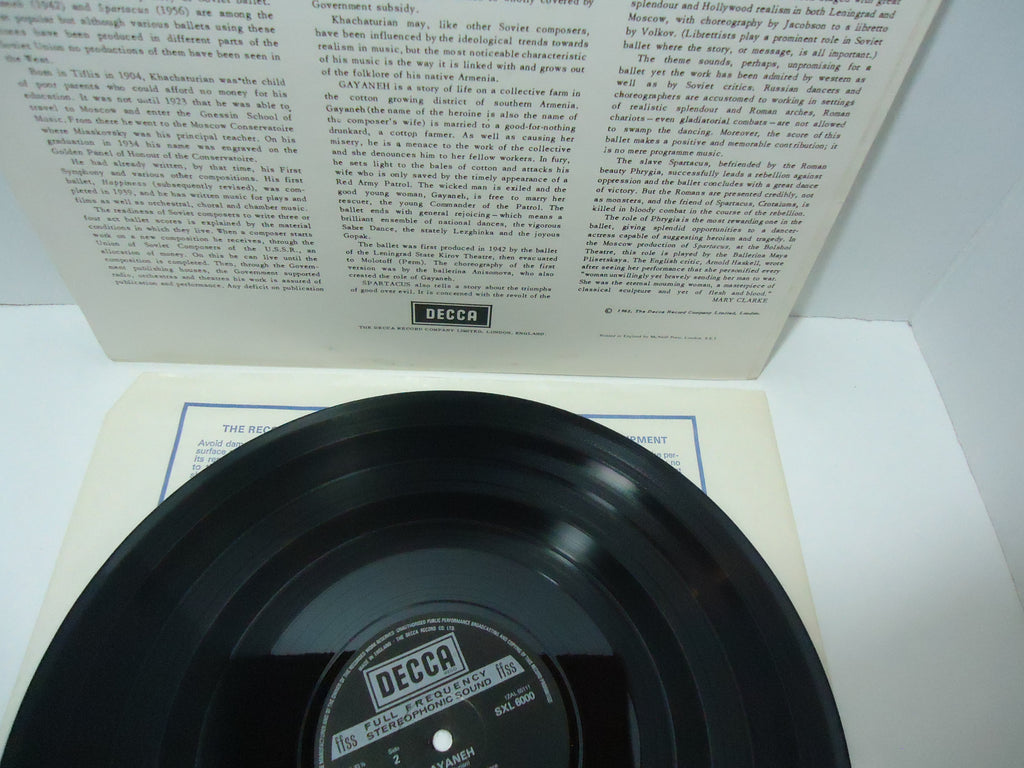 (1942) and Spartacus (1956) are among the
popular but although various ballets using these
have been produced in different parts of the
Soviet Union no productions of them have been seen in
the West.
Born in Tiflis in 1904, Khachaturian was the child
of poor parents who could afford no money for his
education. It was not until 1923 that he was able to
travel to Moscow and enter the Gnessin School of
Music. From there he went to the Moscow Conservatoire
where Miaskovsky was his principal teacher. On his
graduation in 1934 his name was engraved on the
Golden Panel of Honour of the Conservatoire.
He had already written, by that time, his First
Symphony and various other compositions. His first
ballet, Happiness (subsequently revised), was com-
pleted in 1939, and he has written music for plays and
films as well as orchestral, choral and chamber music.
The readiness of Soviet composers to write three or
four act ballet scores is explained by the material
conditions in which they live. When a composer starts
work on a new composition he receives, through the
Union of Soviet Composers of the U.S.S.R., an
allocation of money. On this he can live until the
composition is completed. Then, through the Govern-
ment publishing houses, the Government supported
radio, orchestras and theatres his work is assured of
publication and performance. Any deficit on publication
wholly covered by
Government subsidy.
Khachaturian may, like other Soviet composers,
have been influenced by the ideological trends towards
realism in music, but the most noticeable characteristic
of his music is the way it is linked with and grows out
of the folklore of his native Armenia.
GAYANEH is a story of life on a collective farm in
the cotton growing district of southern Armenia.
Gayaneh (the name of the heroine is also the name of
the composer's wife) is married to a good-for-nothing
drunkard, a cotton farmer. As well as causing her
misery, he is a menace to the work of the collective
and she denounces him to her fellow workers. In fury,
he sets light to the bales of cotton and attacks his
wife who is only saved by the timely appearance of a
Red Army Patrol. The wicked man is exiled and the
good young woman, Gayaneh, is free to marry her
rescuer, the young Commander of the Patrol. The
ballet ends with general rejoicing—which means a
brilliant ensemble of national dances, the vigorous
Sabre Dance, the stately Lezghinka and the joyous
Gopak.
The ballet was first produced in 1942 by the ballet
of the Leningrad State Kirov Theatre, then evacuated
to Molotoff (Perm). The choreography of the first
version was by the ballerina Anisonova, who also
created the role of Gayaneh.
SPARTACUS also tells a story about the triumphs
of good over evil. It is concerned with the revolt of the
splendour and Hollywood realism in both Leningrad and
Moscow, with choreography by Jacobson to a libretto
by Volkov. (Librettists play a prominent role in Soviet
ballet where the story, or message, is all important.)
The theme sounds, perhaps, unpromising for a
ballet yet the work has been admired by western as
well as by Soviet critics. Russian dancers and
choreographers are accustomed to working in settings
of realistic splendour and Roman arches, Roman
chariots—even gladiatorial combats—are not allowed
to swamp the dancing. Moreover, the score of this
ballet makes a positive and memorable contribution; it
is no mere programme music.
The slave Spartacus, befriended by the Roman
beauty Phrygia, successfully leads a rebellion against
oppression and the ballet concludes with a great dance
of victory. But the Romans are presented credibly, and
as monsters, and the friend of Spartacus, Crotaxus, is
killed in bloody combat in the course of the rebellion.
The role of Phrygia is the most rewarding one in the
ballet, giving splendid opportunities to a dancer-
actress capable of suggesting heroism and tragedy. In
the Moscow production of Spartacus, at the Bolshoi
Theatre, this role is played by the Ballerina Maya
Plisetskaya. The English critic, Arnold Haskell, wrote
after seeing her performance that she personified every
"woman unwillingly yet bravely sending her man to war.
She was the eternal mourning woman, a masterpiece of
classical sculpture and yet of flesh and blood."
MARY CLARKE
DECCA
THE DECCA RECORD COMPANY LIMITED, LONDON, ENGLAND
© 1962, The Decca Record Company Limited, London.
Printed in England by
THE REC
Avoid dam
surface
to
PMENT
per-
no
DECCA
ffss FULL FREQUENCY STEREOPHONIC SOUND ffss
SXL 6000
Side
2
AYANEH